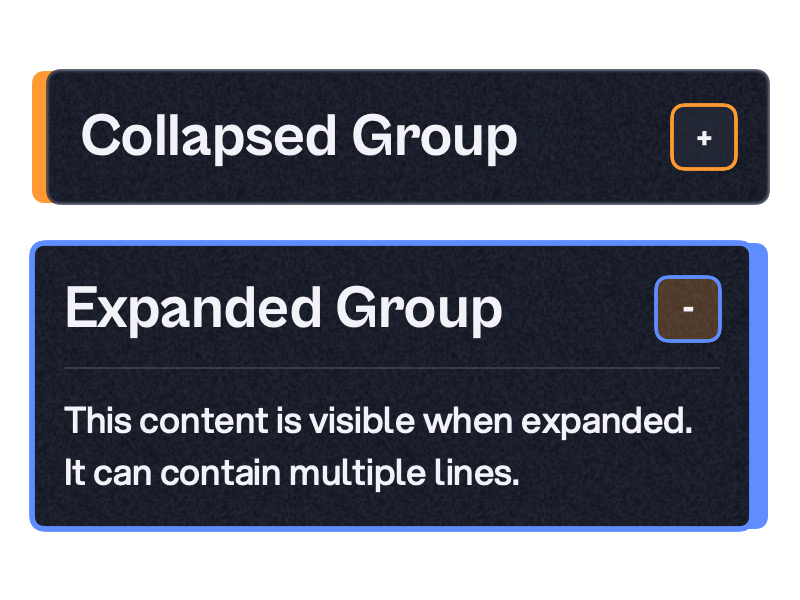 Collapsed Group
+
Expanded Group
-
This content is visible when expanded.
It can contain multiple lines.